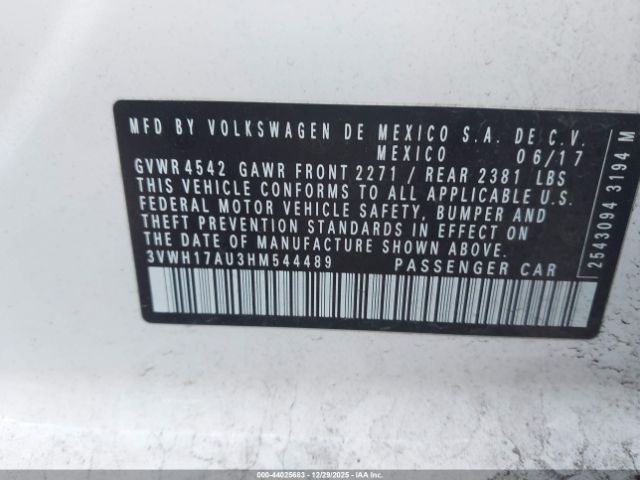 MFD BY VOLKSWAGEN DE MEXICO S.A. DE C.V.
MEXICO 06/17
GVWR 4542 GAWR FRONT 2271 / REAR 2381 LBS
THIS VEHICLE CONFORMS TO ALL APPLICABLE U.S.
FEDERAL MOTOR VEHICLE SAFETY, BUMPER AND
THEFT PREVENTION STANDARDS IN EFFECT ON
THE DATE OF MANUFACTURE SHOWN ABOVE.
3VWH17AU3HM544489 PASSENGER CAR
2543094 3194 M
000-44025683 | 12/29/2025 - IAAI.COM